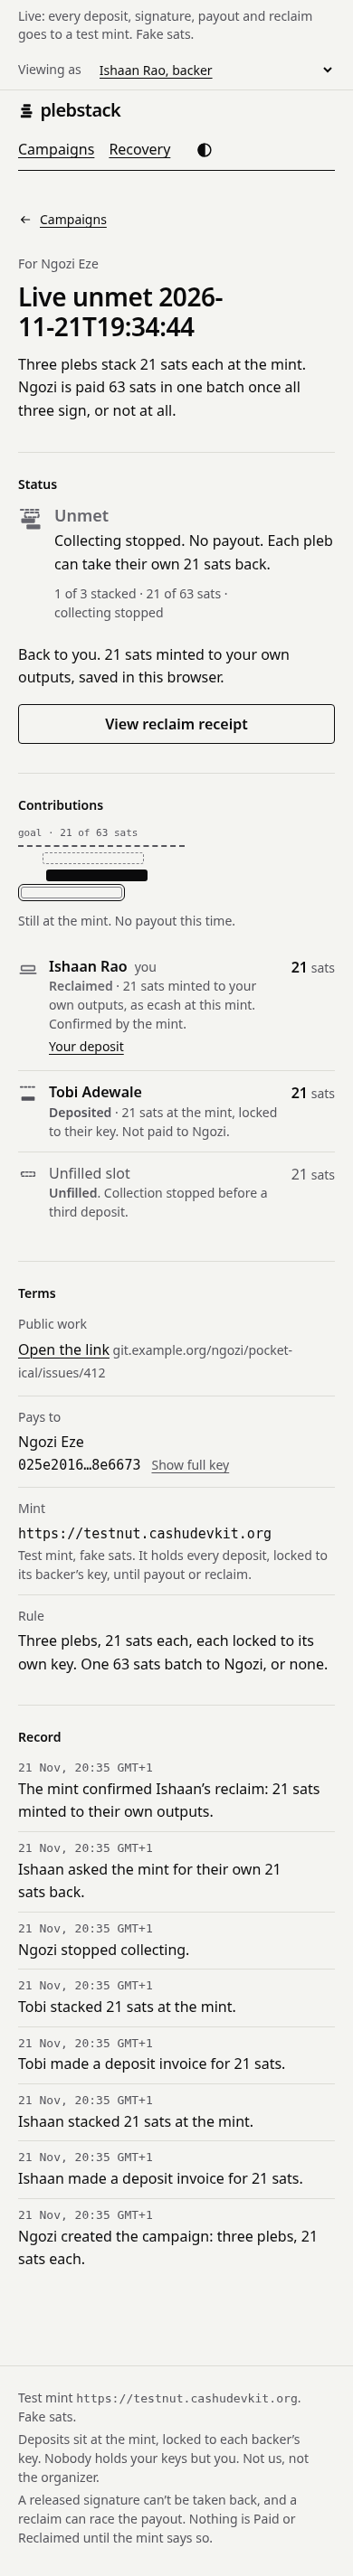 Live: every deposit, signature, payout and reclaim
goes to a test mint. Fake sats.
Viewing as Ishaan Rao, backer
plebstack
Campaigns Recovery
← Campaigns
For Ngozi Eze
Live unmet 2026-
11-21T19:34:44
Three plebs stack 21 sats each at the mint.
Ngozi is paid 63 sats in one batch once all
three sign, or not at all.
Status
Unmet
Collecting stopped. No payout. Each pleb
can take their own 21 sats back.
1 of 3 stacked · 21 of 63 sats ·
collecting stopped
Back to you. 21 sats minted to your own
outputs, saved in this browser.
View reclaim receipt
Contributions
goal · 21 of 63 sats
Still at the mint. No payout this time.
Ishaan Rao you 21 sats
Reclaimed · 21 sats minted to your
own outputs, as ecash at this mint.
Confirmed by the mint.
Your deposit
Tobi Adewale 21 sats
Deposited · 21 sats at the mint, locked
to their key. Not paid to Ngozi.
Unfilled slot 21 sats
Unfilled. Collection stopped before a
third deposit.
Terms
Public work
Open the link git.example.org/ngozi/pocket-
ical/issues/412
Pays to
Ngozi Eze
025e2016…8e6673 Show full key
Mint
https://testnut.cashudevkit.org
Test mint, fake sats. It holds every deposit, locked to
its backer’s key, until payout or reclaim.
Rule
Three plebs, 21 sats each, each locked to its
own key. One 63 sats batch to Ngozi, or none.
Record
21 Nov, 20:35 GMT+1
The mint confirmed Ishaan’s reclaim: 21 sats
minted to their own outputs.
21 Nov, 20:35 GMT+1
Ishaan asked the mint for their own 21
sats back.
21 Nov, 20:35 GMT+1
Ngozi stopped collecting.
21 Nov, 20:35 GMT+1
Tobi stacked 21 sats at the mint.
21 Nov, 20:35 GMT+1
Tobi made a deposit invoice for 21 sats.
21 Nov, 20:35 GMT+1
Ishaan stacked 21 sats at the mint.
21 Nov, 20:35 GMT+1
Ishaan made a deposit invoice for 21 sats.
21 Nov, 20:35 GMT+1
Ngozi created the campaign: three plebs, 21
sats each.
Test mint https://testnut.cashudevkit.org.
Fake sats.
Deposits sit at the mint, locked to each backer’s
key. Nobody holds your keys but you. Not us, not
the organizer.
A released signature can’t be taken back, and a
reclaim can race the payout. Nothing is Paid or
Reclaimed until the mint says so.